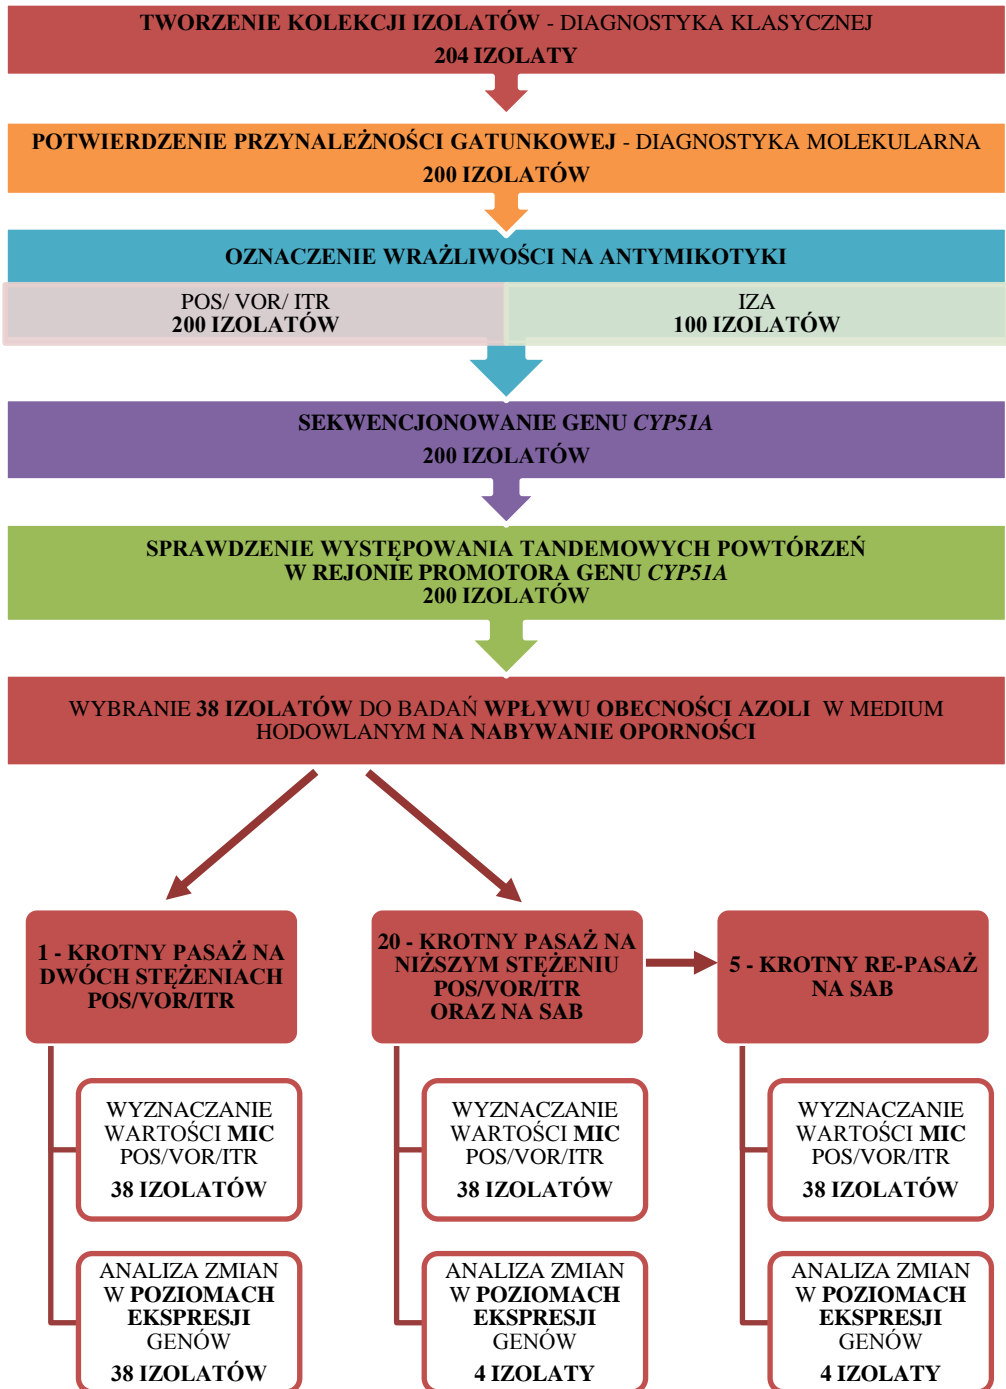 TWORZENIE KOLEKCJI IZOLATÓW - DIAGNOSTYKA KLASYCZNEJ
204 IZOLATY
POTWIERDZENIE PRZYNALEŻNOŚCI GATUNKOWEJ - DIAGNOSTYKA MOLEKULARNA
200 IZOLATÓW
OZNACZENIE WRAŻLIWOŚCI NA ANTYMIKOTYKI
POS/ VOR/ ITR
200 IZOLATÓW
IZA
100 IZOLATÓW
SEKWENCJONOWANIE GENU CYP51A
200 IZOLATÓW
SPRAWDZENIE WYSTĘPOWANIA TANDEMOWYCH POWTÓRZEŃ
W REJONIE PROMOTORA GENU CYP51A
200 IZOLATÓW
WYBRANIE 38 IZOLATÓW DO BADAŃ WPŁYWU OBECNOŚCI AZOLI W MEDIUM
HODOWLANYM NA NABYWANIE OPORNOŚCI
1 - KROTNY PASAŻ NA
DWÓCH STĘŻENIACH
POS/VOR/ITR
20 - KROTNY PASAŻ NA
NIŻSZYM STĘŻENIU
POS/VOR/ITR
ORAZ NA SAB
5 - KROTNY RE-PASAŻ
NA SAB
WYZNACZANIE
WARTOŚCI MIC
POS/VOR/ITR
38 IZOLATÓW
WYZNACZANIE
WARTOŚCI MIC
POS/VOR/ITR
38 IZOLATÓW
WYZNACZANIE
WARTOŚCI MIC
POS/VOR/ITR
38 IZOLATÓW
ANALIZA ZMIAN
W POZIOMACH
EKSPRESJI
GENÓW
38 IZOLATÓW
ANALIZA ZMIAN
W POZIOMACH
EKSPRESJI
GENÓW
4 IZOLATY
ANALIZA ZMIAN
W POZIOMACH
EKSPRESJI
GENÓW
4 IZOLATY